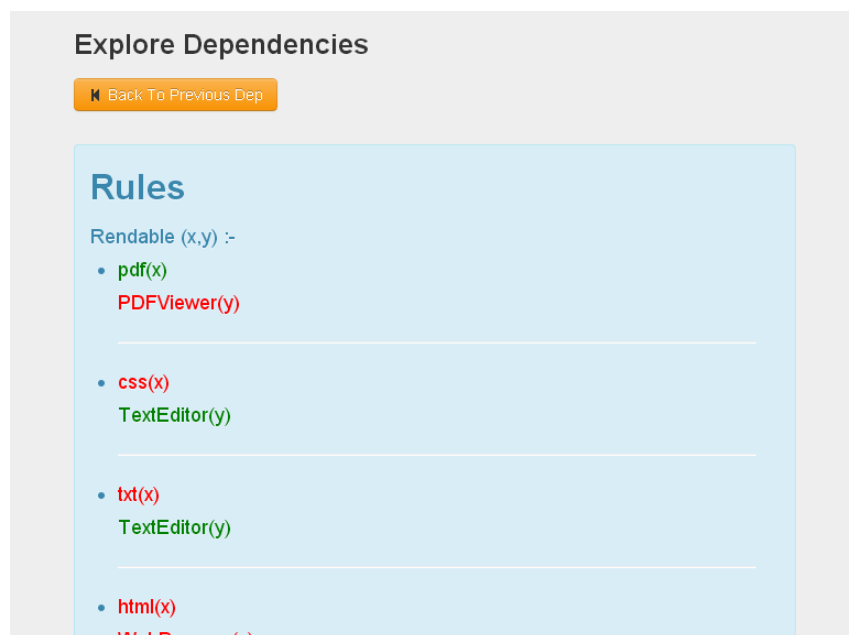 Explore Dependencies
Back To Previous Dep
Rules
Rendable (x,y) :-
pdf(x)
PDFViewer(y)
css(x)
TextEditor(y)
txt(x)
TextEditor(y)
html(x)